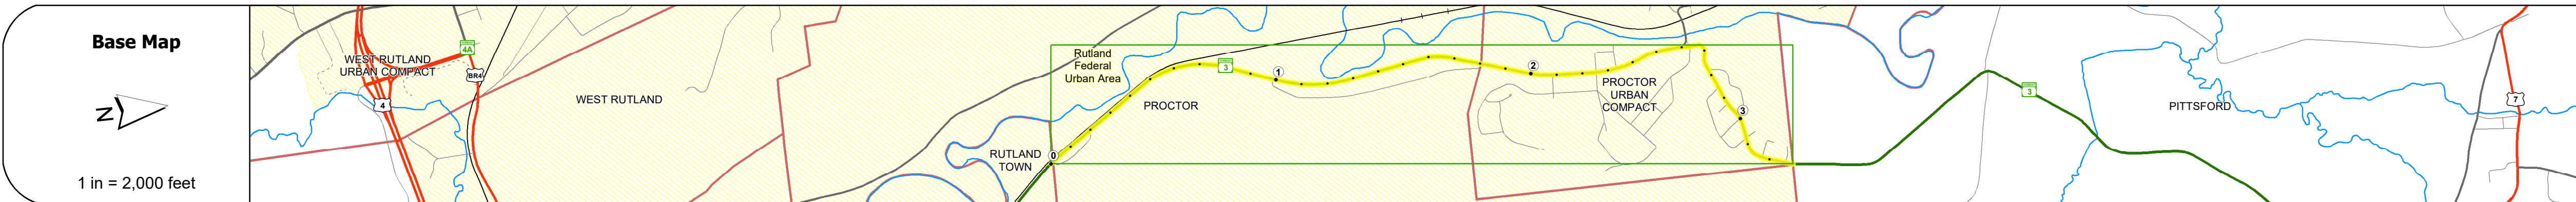 Base Map
N
1 in = 2,000 feet
WEST RUTLAND
URBAN COMPACT
4A
BR4
4
WEST RUTLAND
Rutland
Federal
Urban Area
RUTLAND
TOWN
0
PROCTOR
3
1
2
PROCTOR
URBAN
COMPACT
3
3
PITTSFORD
7